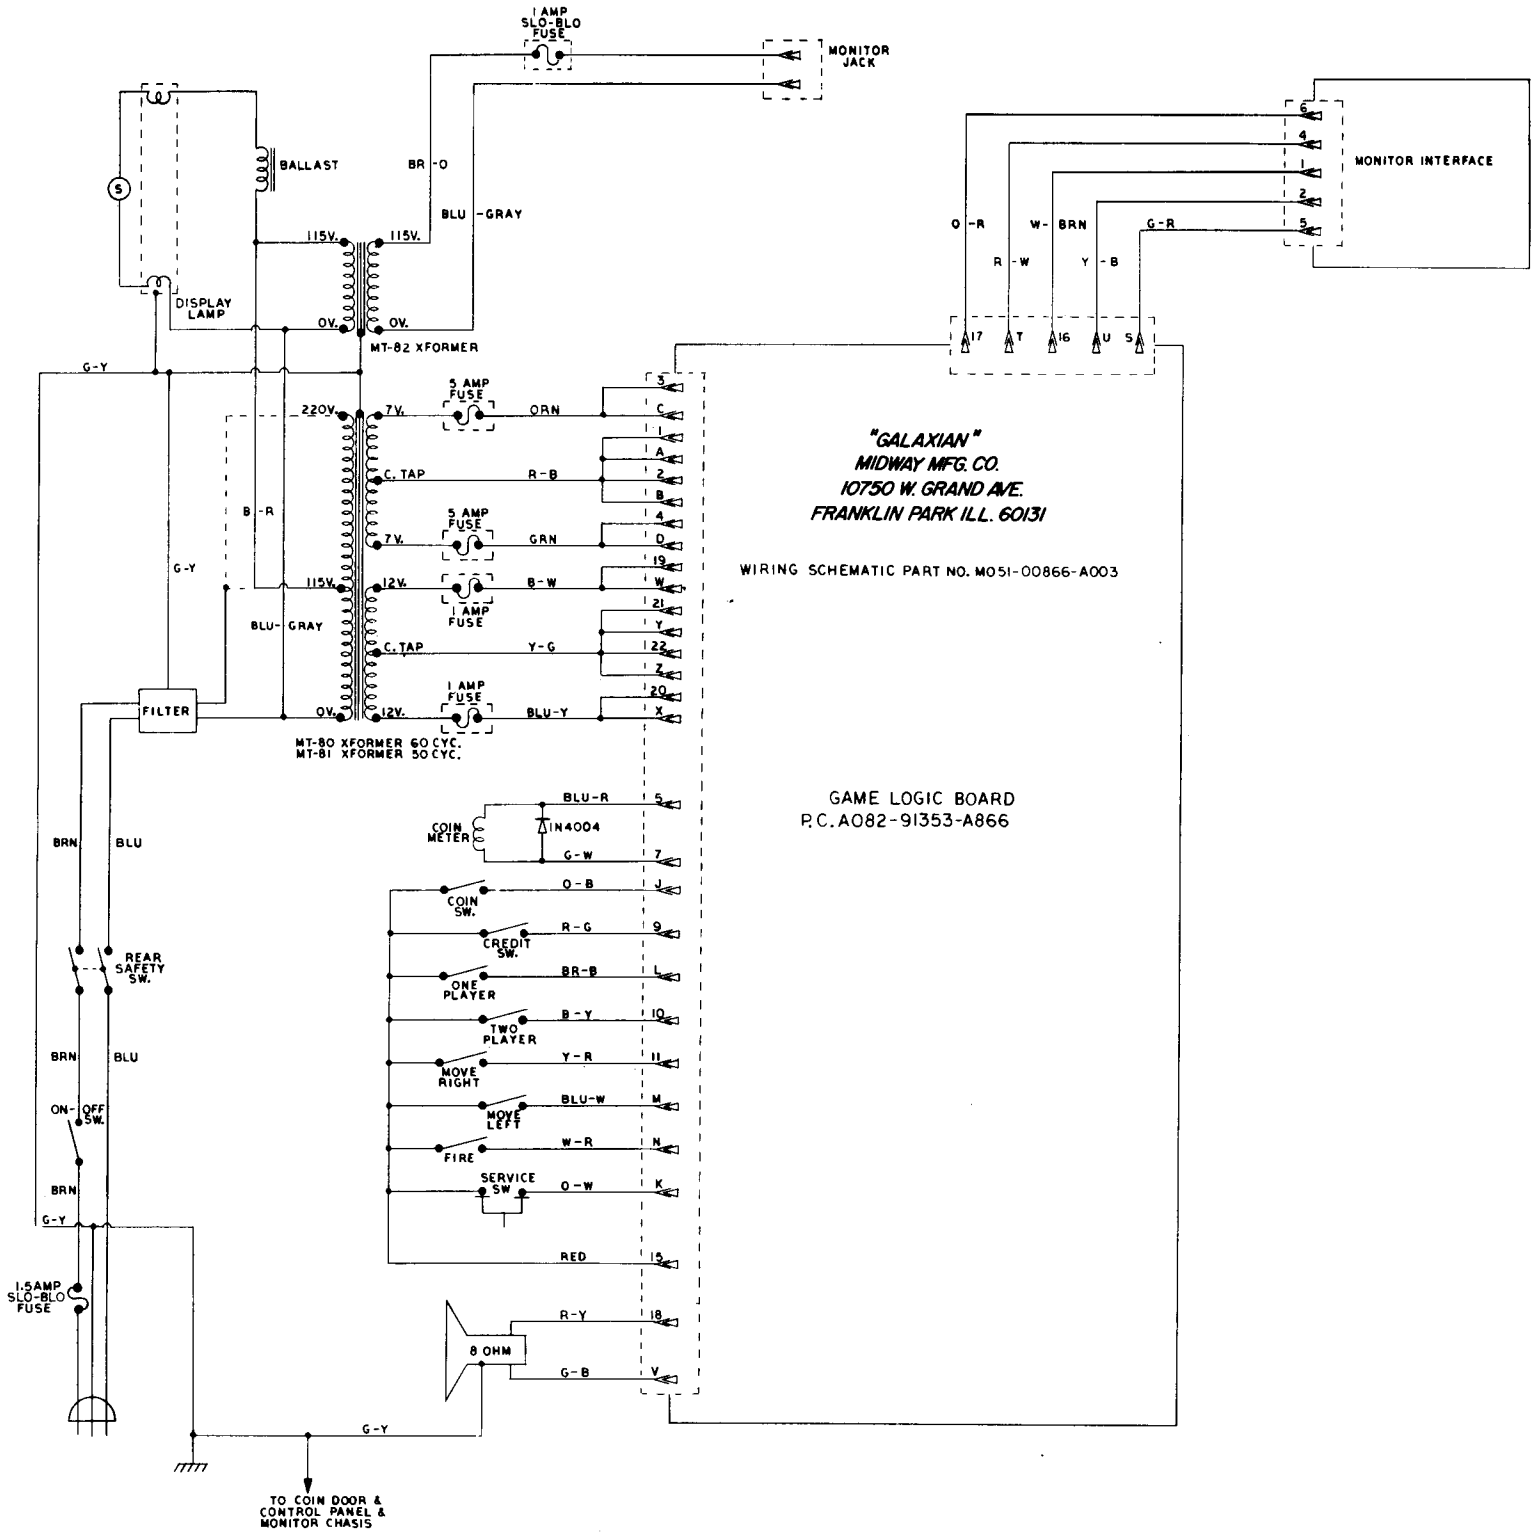 1 AMP
SLO-BLO
FUSE
MONITOR
JACK
BALLAST
S
BR-O
BLU-GRAY
115V.
115V.
0V.
0V.
DISPLAY
LAMP
MT-82 XFORMER
6
4
1
2
5
MONITOR INTERFACE
O-R
W-BRN
G-R
R-W
Y-B
17
T
16
U
S
G-Y
220V.
7V.
5 AMP
FUSE
ORN
3
C
1
A
C. TAP
R-B
2
B
B-R
5 AMP
FUSE
4
7V.
GRN
D
G-Y
19
115V.
12V.
B-W
W
1 AMP
FUSE
21
BLU-GRAY
Y
C. TAP
Y-G
22
Z
1 AMP
FUSE
20
FILTER
0V.
12V.
BLU-Y
X
MT-80 XFORMER 60 CYC.
MT-81 XFORMER 50 CYC.
"GALAXIAN"
MIDWAY MFG. CO.
10750 W. GRAND AVE.
FRANKLIN PARK ILL. 60131
WIRING SCHEMATIC PART NO. M051-00866-A003
GAME LOGIC BOARD
P.C. A082-91353-A866
BLU-R
5
COIN
METER
1N4004
G-W
7
BRN
BLU
O-B
J
COIN
SW.
R-G
9
CREDIT
SW.
REAR
SAFETY
SW.
BR-B
L
ONE
PLAYER
B-Y
10
TWO
PLAYER
BRN
BLU
Y-R
11
MOVE
RIGHT
BLU-W
M
MOVE
LEFT
ON-OFF
SW.
W-R
N
FIRE
BRN
SERVICE
SW
O-W
K
G-Y
RED
15
1.5AMP
SLO-BLO
FUSE
R-Y
18
8 OHM
G-B
V
G-Y
TO COIN DOOR &
CONTROL PANEL &
MONITOR CHASIS